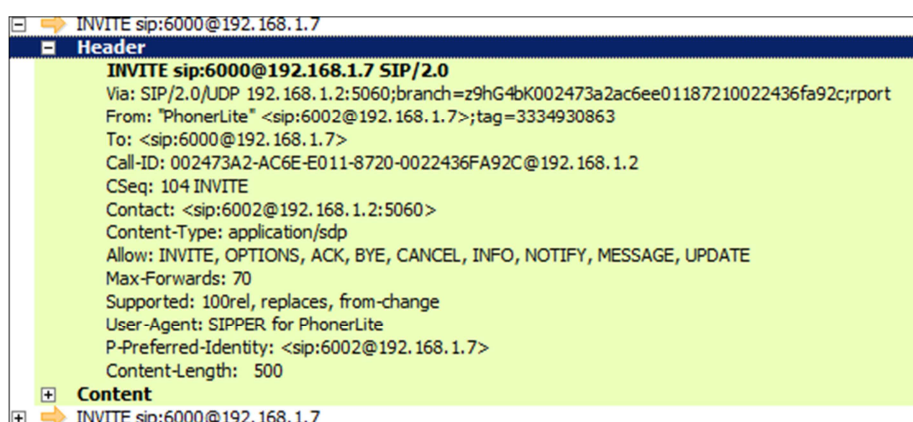 INVITE sip:6000@192.168.1.7
Header
INVITE sip:6000@192.168.1.7 SIP/2.0
Via: SIP/2.0/UDP 192.168.1.2:5060;branch=z9hG4bK002473a2ac6ee01187210022436fa92c;rport
From: "PhonerLite" <sip:6002@192.168.1.7>;tag=3334930863
To: <sip:6000@192.168.1.7>
Call-ID: 002473A2-AC6E-E011-8720-0022436FA92C@192.168.1.2
CSeq: 104 INVITE
Contact: <sip:6002@192.168.1.2:5060>
Content-Type: application/sdp
Allow: INVITE, OPTIONS, ACK, BYE, CANCEL, INFO, NOTIFY, MESSAGE, UPDATE
Max-Forwards: 70
Supported: 100rel, replaces, from-change
User-Agent: SIPPER for PhonerLite
P-Preferred-Identity: <sip:6002@192.168.1.7>
Content-Length: 500
Content
INVITE sip:6000@192.168.1.7